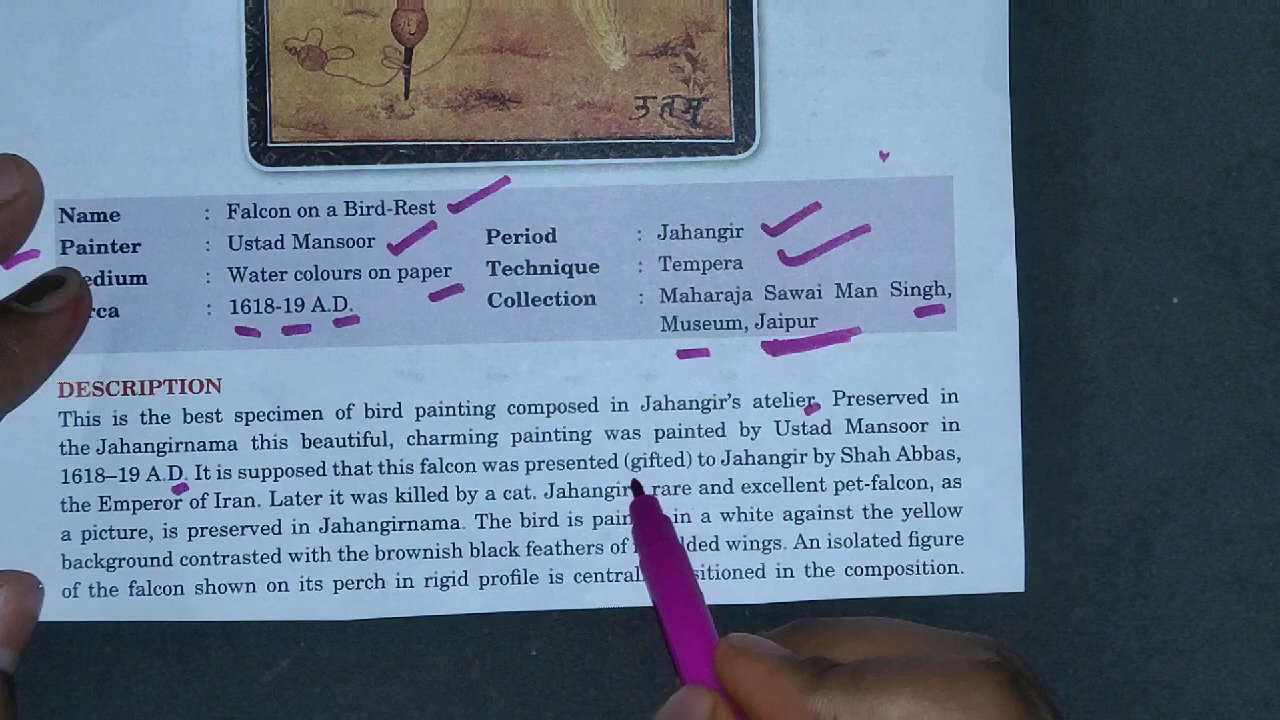 उतम्
Name : Falcon on a Bird-Rest
Painter : Ustad Mansoor
Period : Jahangir
edium : Water colours on paper
Technique : Tempera
rca : 1618-19 A.D.
Collection : Maharaja Sawai Man Singh,
Museum, Jaipur
DESCRIPTION
This is the best specimen of bird painting composed in Jahangir's atelier. Preserved in
the Jahangirnama this beautiful, charming painting was painted by Ustad Mansoor in
1618–19 A.D. It is supposed that this falcon was presented (gifted) to Jahangir by Shah Abbas,
the Emperor of Iran. Later it was killed by a cat. Jahangir rare and excellent pet-falcon, as
a picture, is preserved in Jahangirnama. The bird is pain in a white against the yellow
background contrasted with the brownish black feathers of lded wings. An isolated figure
of the falcon shown on its perch in rigid profile is central sitioned in the composition.